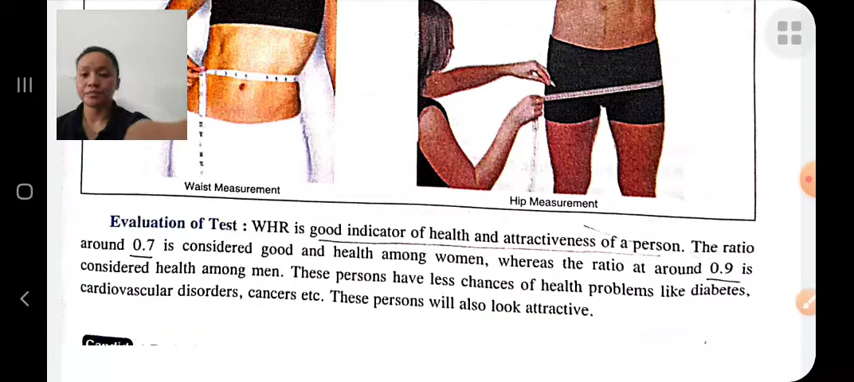 Waist Measurement
Hip Measurement
Evaluation of Test : WHR is good indicator of health and attractiveness of a person. The ratio
around 0.7 is considered good and health among women, whereas the ratio at around 0.9 is
considered health among men. These persons have less chances of health problems like diabetes,
cardiovascular disorders, cancers etc. These persons will also look attractive.